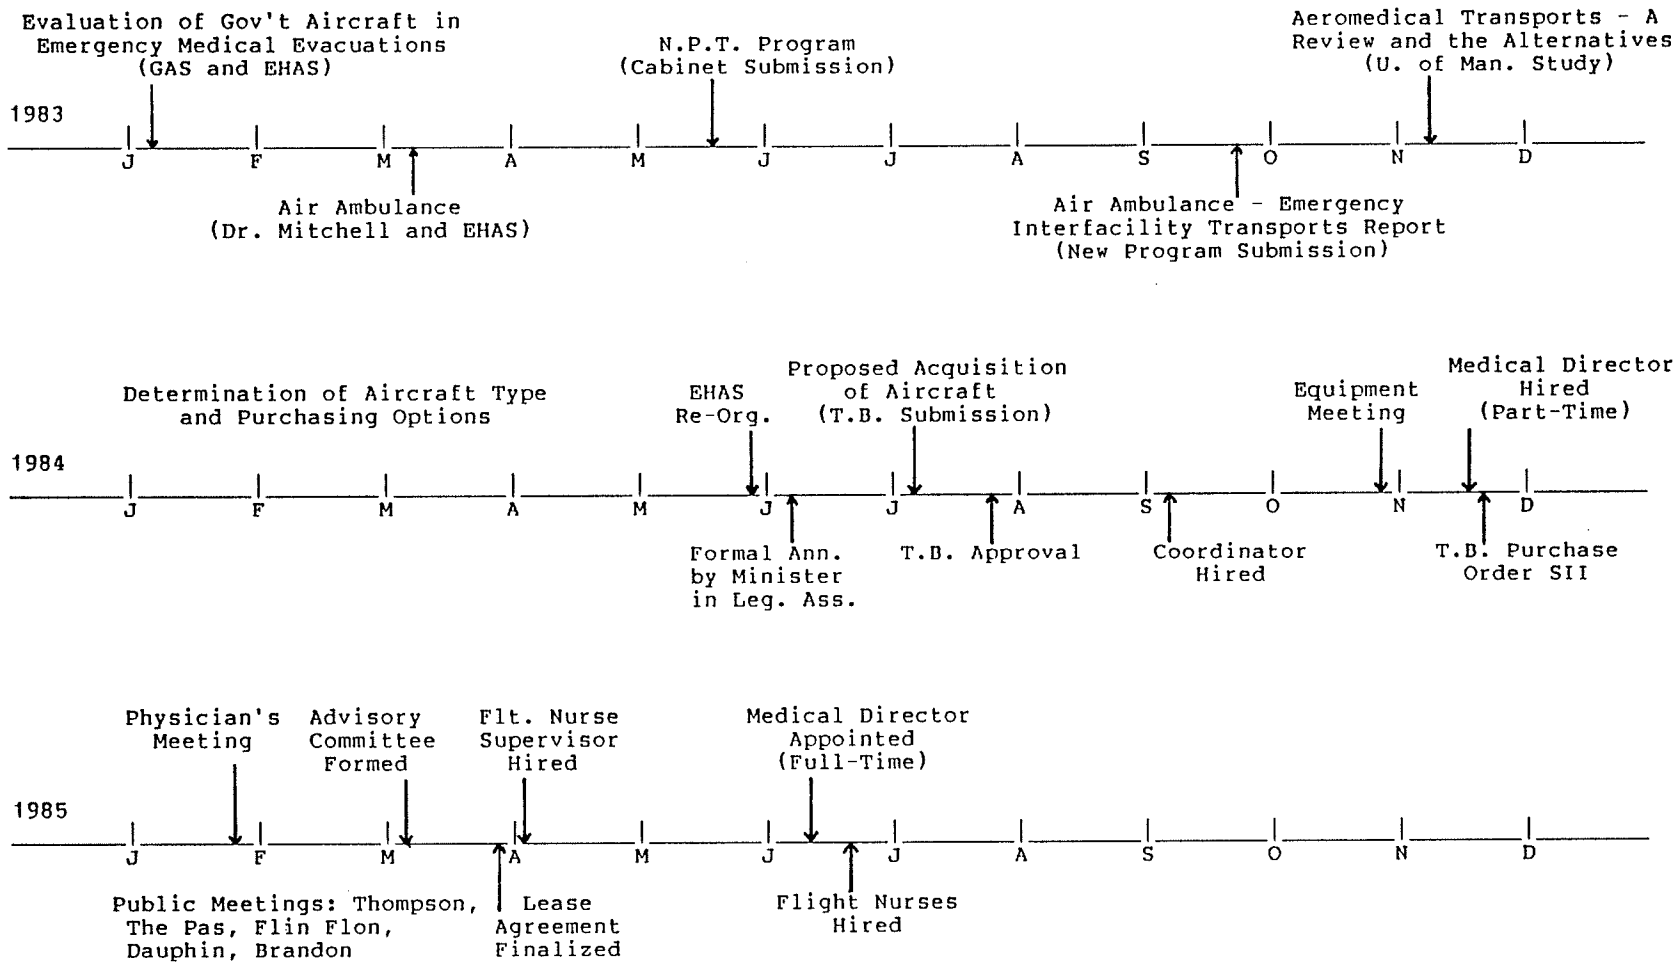 Evaluation of Gov't Aircraft in
Emergency Medical Evacuations
(GAS and EHAS)
N.P.T. Program
(Cabinet Submission)
Aeromedical Transports - A
Review and the Alternatives
(U. of Man. Study)
1983
J F M A M J J A S O N D
Air Ambulance
(Dr. Mitchell and EHAS)
Air Ambulance - Emergency
Interfacility Transports Report
(New Program Submission)
Determination of Aircraft Type
and Purchasing Options
EHAS
Re-Org.
Proposed Acquisition
of Aircraft
(T.B. Submission)
Equipment
Meeting
Medical Director
Hired
(Part-Time)
1984
J F M A M J J A S O N D
Formal Ann.
by Minister
in Leg. Ass.
T.B. Approval
Coordinator
Hired
T.B. Purchase
Order SII
Physician's
Meeting
Advisory
Committee
Formed
Flt. Nurse
Supervisor
Hired
Medical Director
Appointed
(Full-Time)
1985
J F M A M J J A S O N D
Public Meetings: Thompson,
The Pas, Flin Flon,
Dauphin, Brandon
Lease
Agreement
Finalized
Flight Nurses
Hired